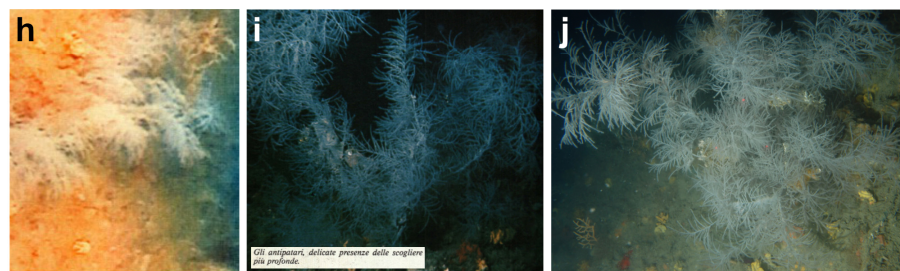 h
i
j
Gli antipatari, delicate presenze delle scogliere
più profonde.